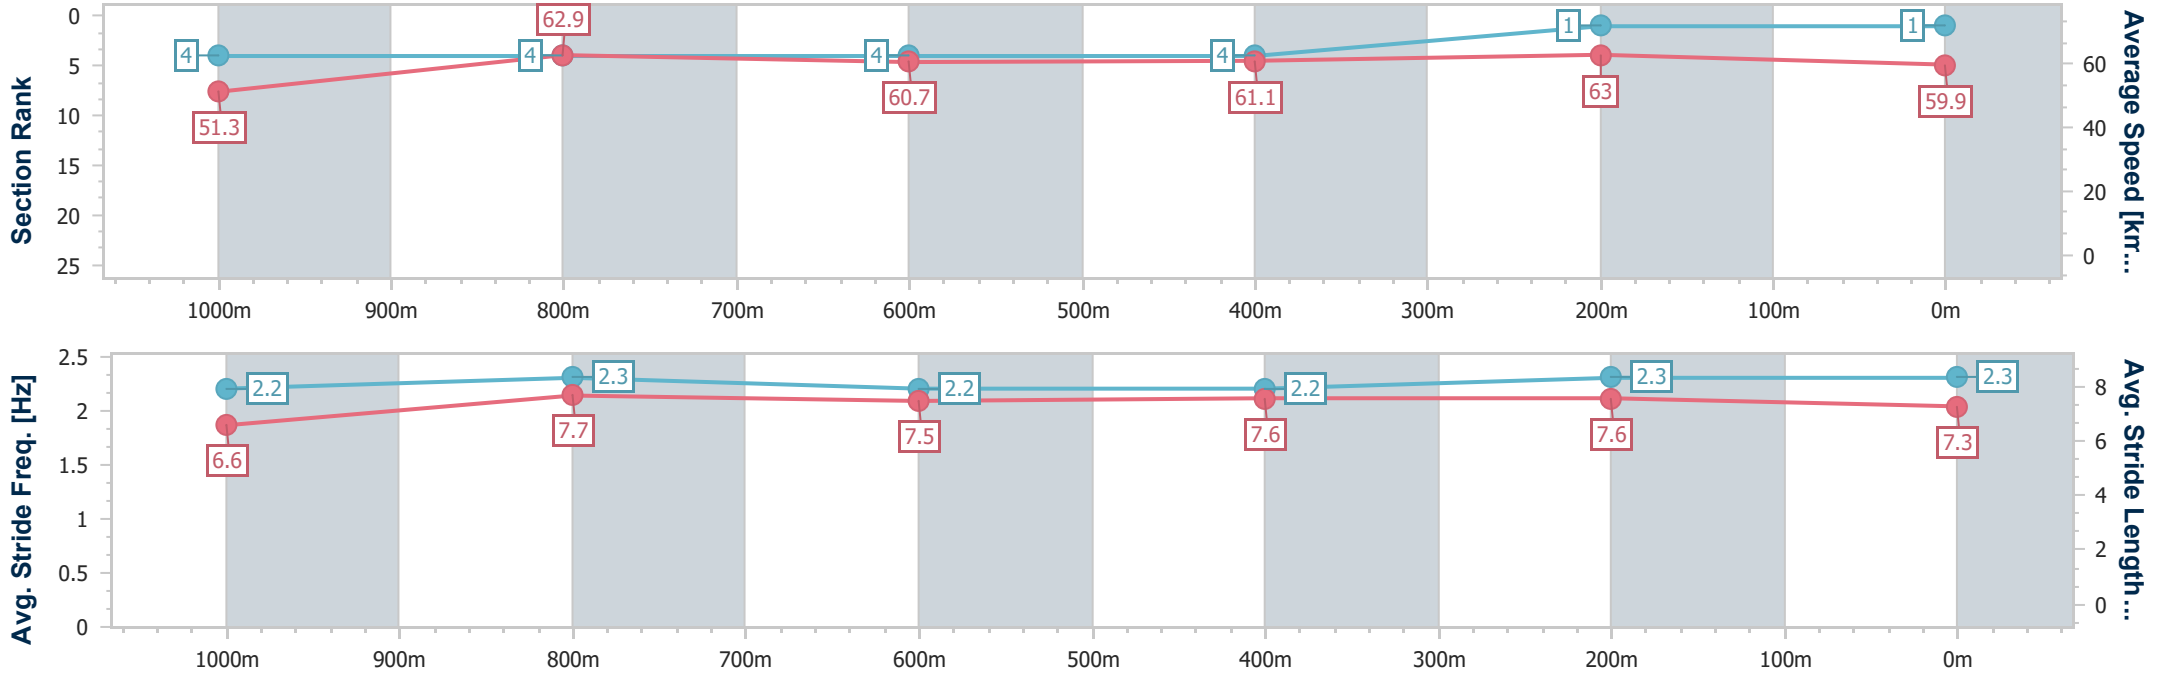 Section Rank
0
5
10
15
20
25
4
4
4
4
1
1
51.3
62.9
60.7
61.1
63
59.9
60
40
20
0
Average Speed [km...
1000m
900m
800m
700m
600m
500m
400m
300m
200m
100m
0m
Avg. Stride Freq. [Hz]
2.5
2
1.5
1
0.5
0
2.2
2.3
2.2
2.2
2.3
2.3
6.6
7.7
7.5
7.6
7.6
7.3
8
6
4
2
0
Avg. Stride Length...
1000m
900m
800m
700m
600m
500m
400m
300m
200m
100m
0m